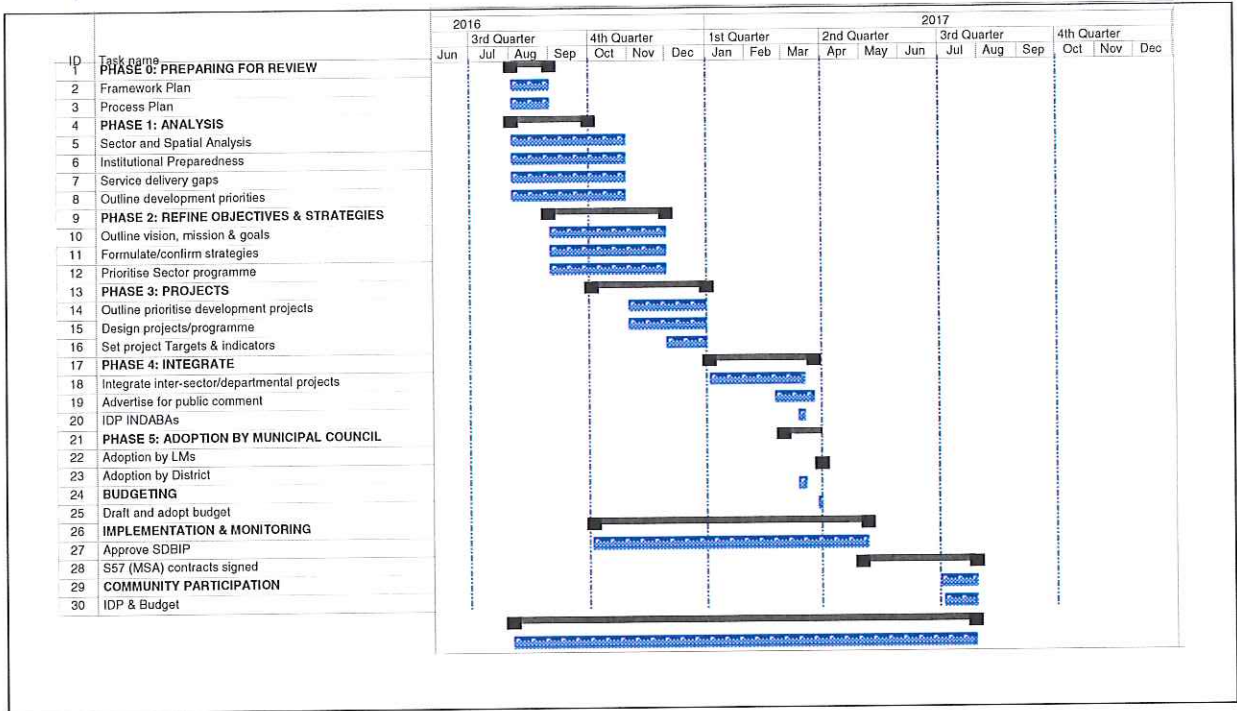 2016 2017
3rd Quarter 4th Quarter 1st Quarter 2nd Quarter 3rd Quarter 4th Quarter
ID Task name Jun Jul Aug Sep Oct Nov Dec Jan Feb Mar Apr May Jun Jul Aug Sep Oct Nov Dec
1 PHASE 0: PREPARING FOR REVIEW
2 Framework Plan
3 Process Plan
4 PHASE 1: ANALYSIS
5 Sector and Spatial Analysis
6 Institutional Preparedness
7 Service delivery gaps
8 Outline development priorities
9 PHASE 2: REFINE OBJECTIVES & STRATEGIES
10 Outline vision, mission & goals
11 Formulate/confirm strategies
12 Prioritise Sector programme
13 PHASE 3: PROJECTS
14 Outline prioritise development projects
15 Design projects/programme
16 Set project Targets & indicators
17 PHASE 4: INTEGRATE
18 Integrate inter-sector/departmental projects
19 Advertise for public comment
20 IDP INDABAs
21 PHASE 5: ADOPTION BY MUNICIPAL COUNCIL
22 Adoption by LMs
23 Adoption by District
24 BUDGETING
25 Draft and adopt budget
26 IMPLEMENTATION & MONITORING
27 Approve SDBIP
28 S57 (MSA) contracts signed
29 COMMUNITY PARTICIPATION
30 IDP & Budget